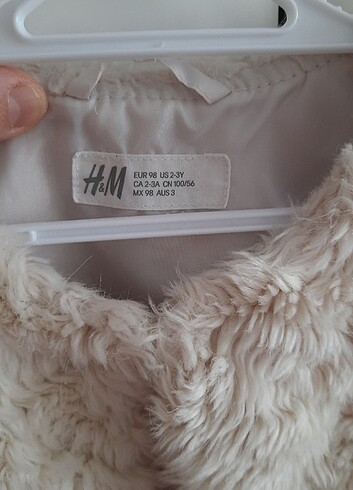 H&M
EUR 98 US 2-3Y
CA 2-3A CN 100/56
MX 98 AUS 3